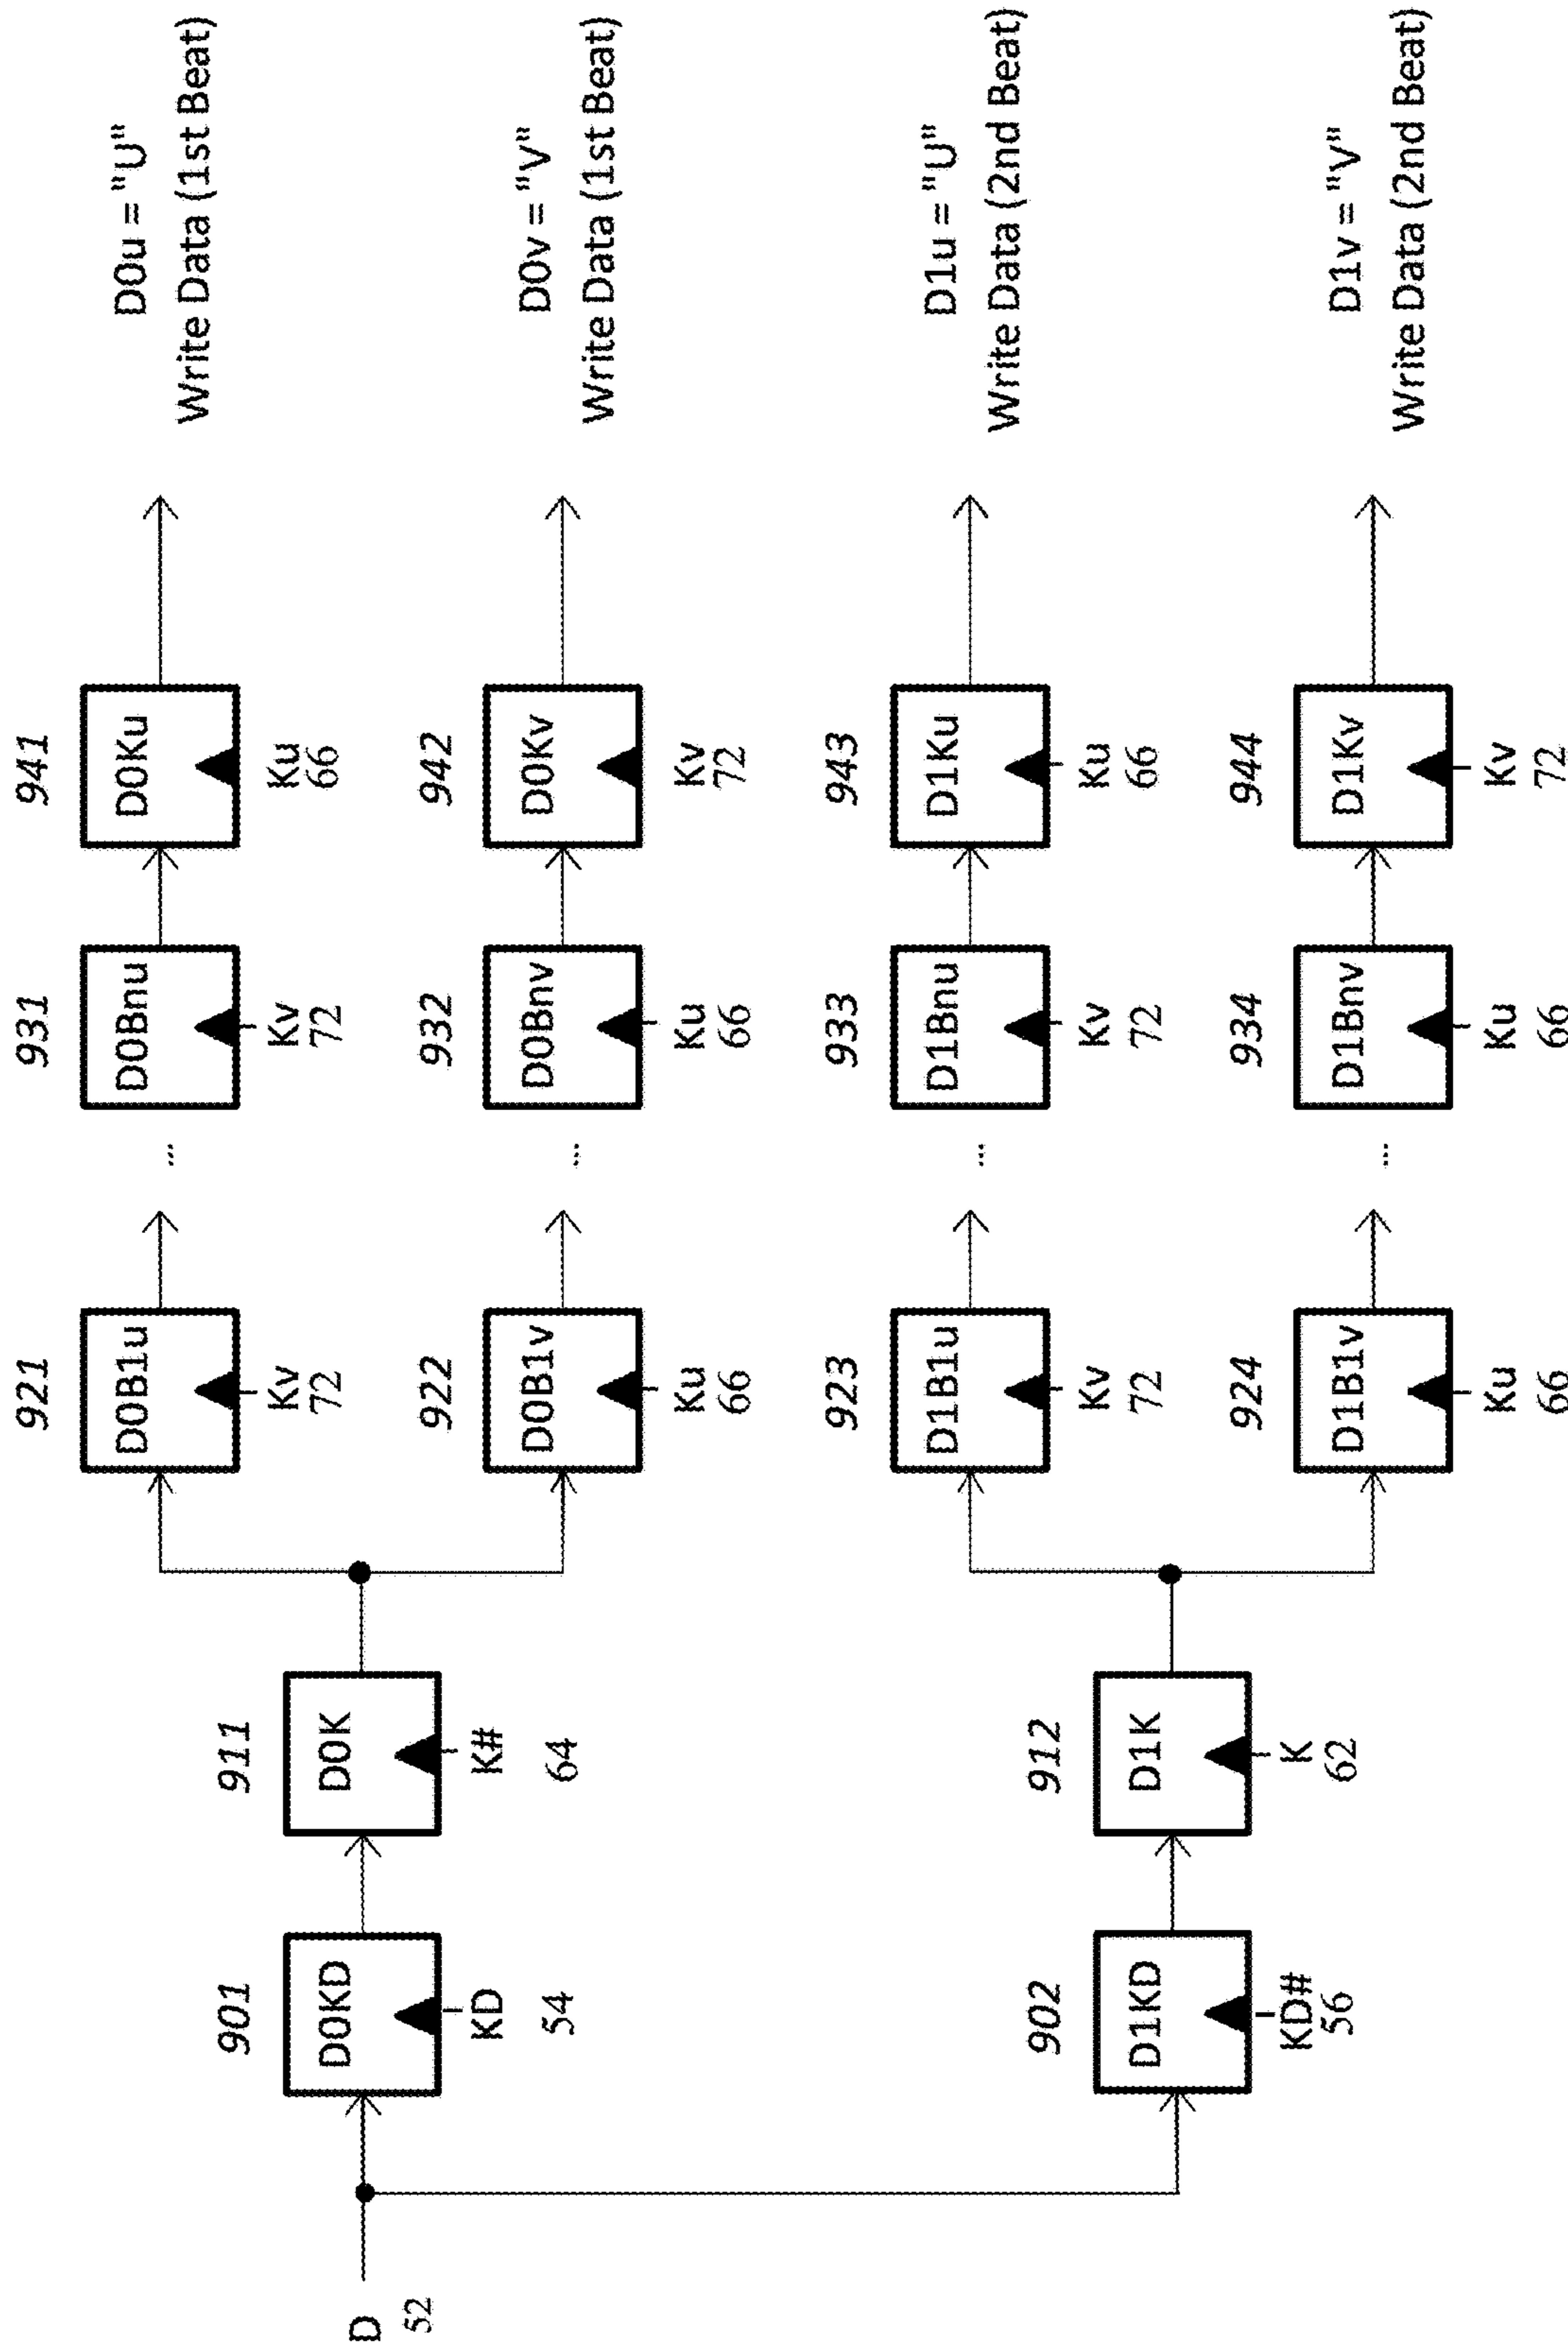 D
52
901
D0KD
KD
54
902
D1KD
KD#
56
911
D0K
K#
64
912
D1K
K
62
921
D0B1u
Kv
72
922
D0B1v
Ku
66
923
D1B1u
Kv
72
924
D1B1v
Ku
66
...
...
...
...
931
D0Bnu
Kv
72
932
D0Bnv
Ku
66
933
D1Bnu
Kv
72
934
D1Bnv
Ku
66
941
D0Ku
Ku
66
942
D0Kv
Kv
72
943
D1Ku
Ku
66
944
D1Kv
Kv
72
D0u = "U"
Write Data (1st Beat)
D0v = "V"
Write Data (1st Beat)
D1u = "U"
Write Data (2nd Beat)
D1v = "V"
Write Data (2nd Beat)